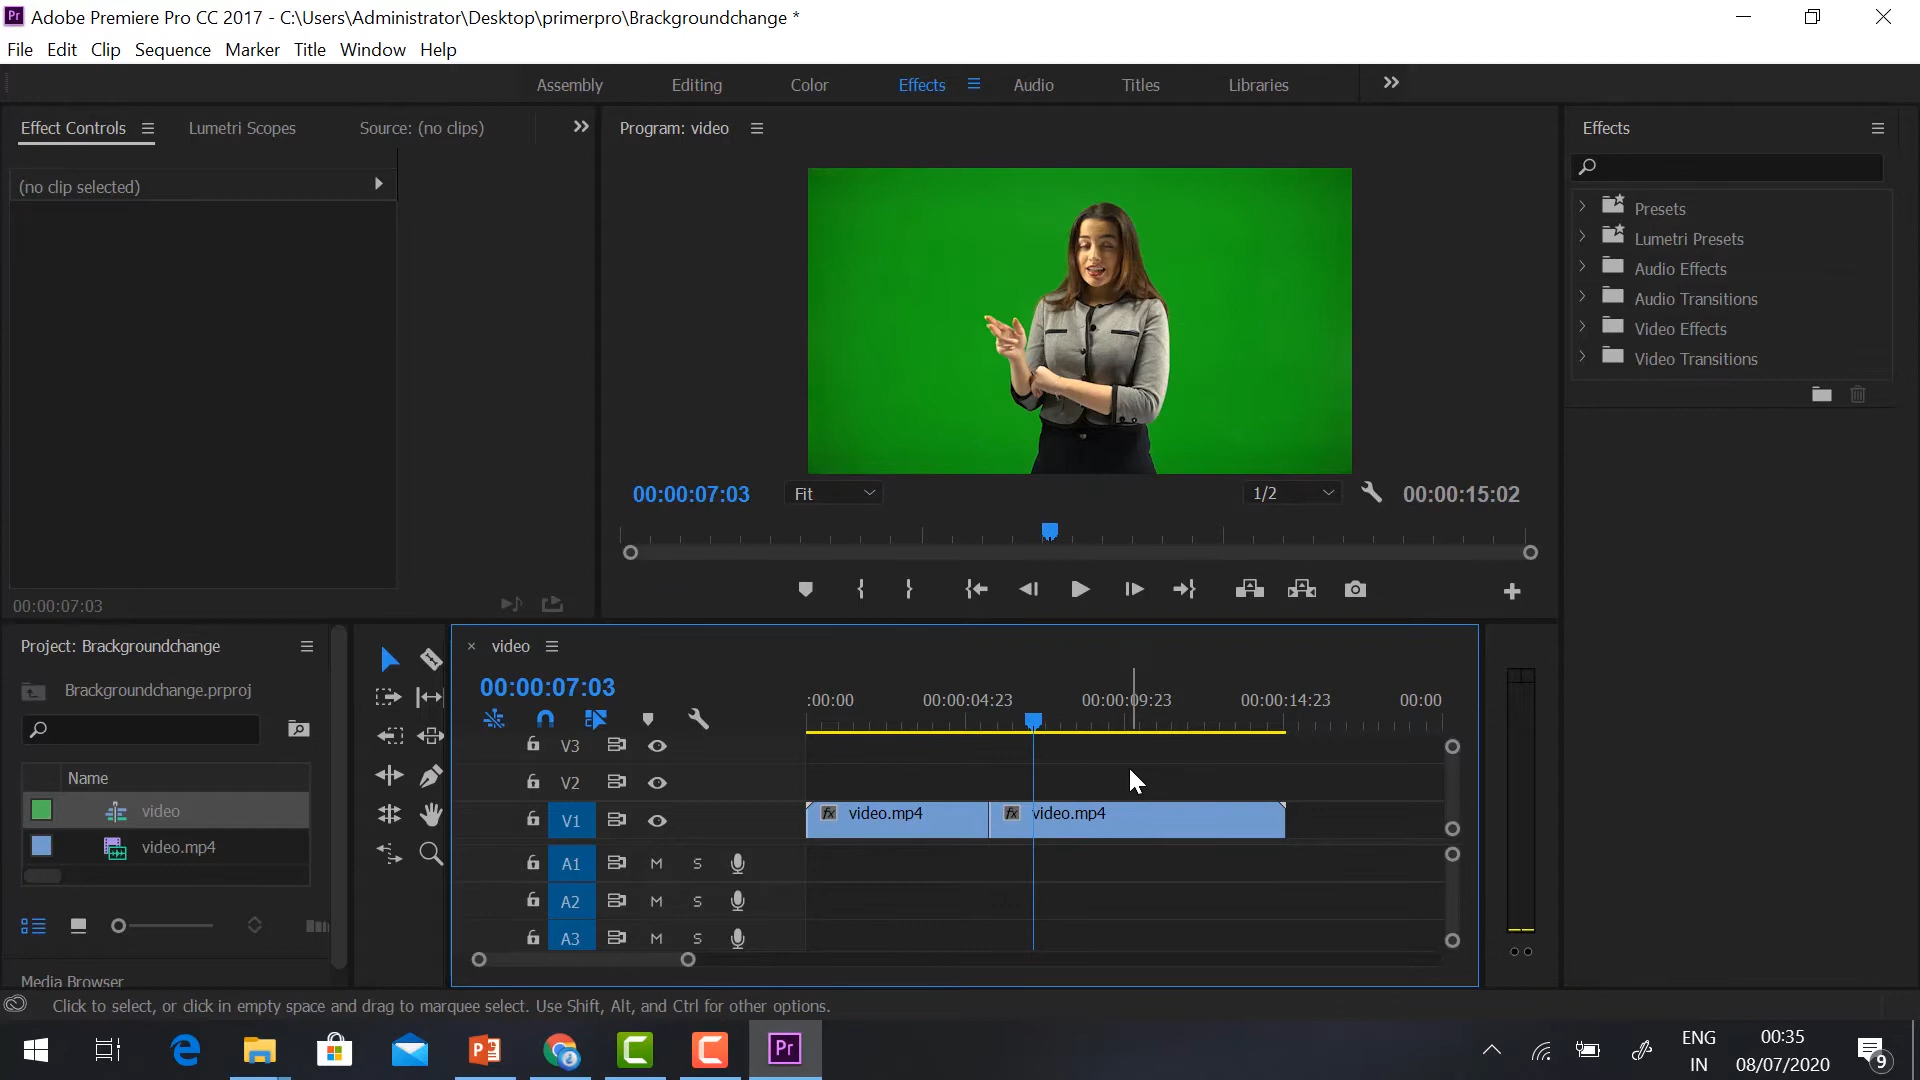 Adobe Premiere Pro CC 2017 - C:\Users\Administrator\Desktop\primerpro\Brackgroundchange *
File Edit Clip Sequence Marker Title Window Help
Assembly Editing Color Effects Audio Titles Libraries
Effect Controls Lumetri Scopes Source: (no clips)
Program: video
Effects
(no clip selected)
Presets
Lumetri Presets
Audio Effects
Audio Transitions
Video Effects
Video Transitions
00:00:07:03 Fit 1/2 00:00:15:02
00:00:07:03
Project: Brackgroundchange
Brackgroundchange.prproj
Name
video
video.mp4
Media Browser
× video
00:00:07:03
:00:00 00:00:04:23 00:00:09:23 00:00:14:23 00:00
V3
V2
V1 fx video.mp4 fx video.mp4
A1 M S
A2 M S
A3 M S
Click to select, or click in empty space and drag to marquee select. Use Shift, Alt, and Ctrl for other options.
Pr
ENG
IN
00:35
08/07/2020
9